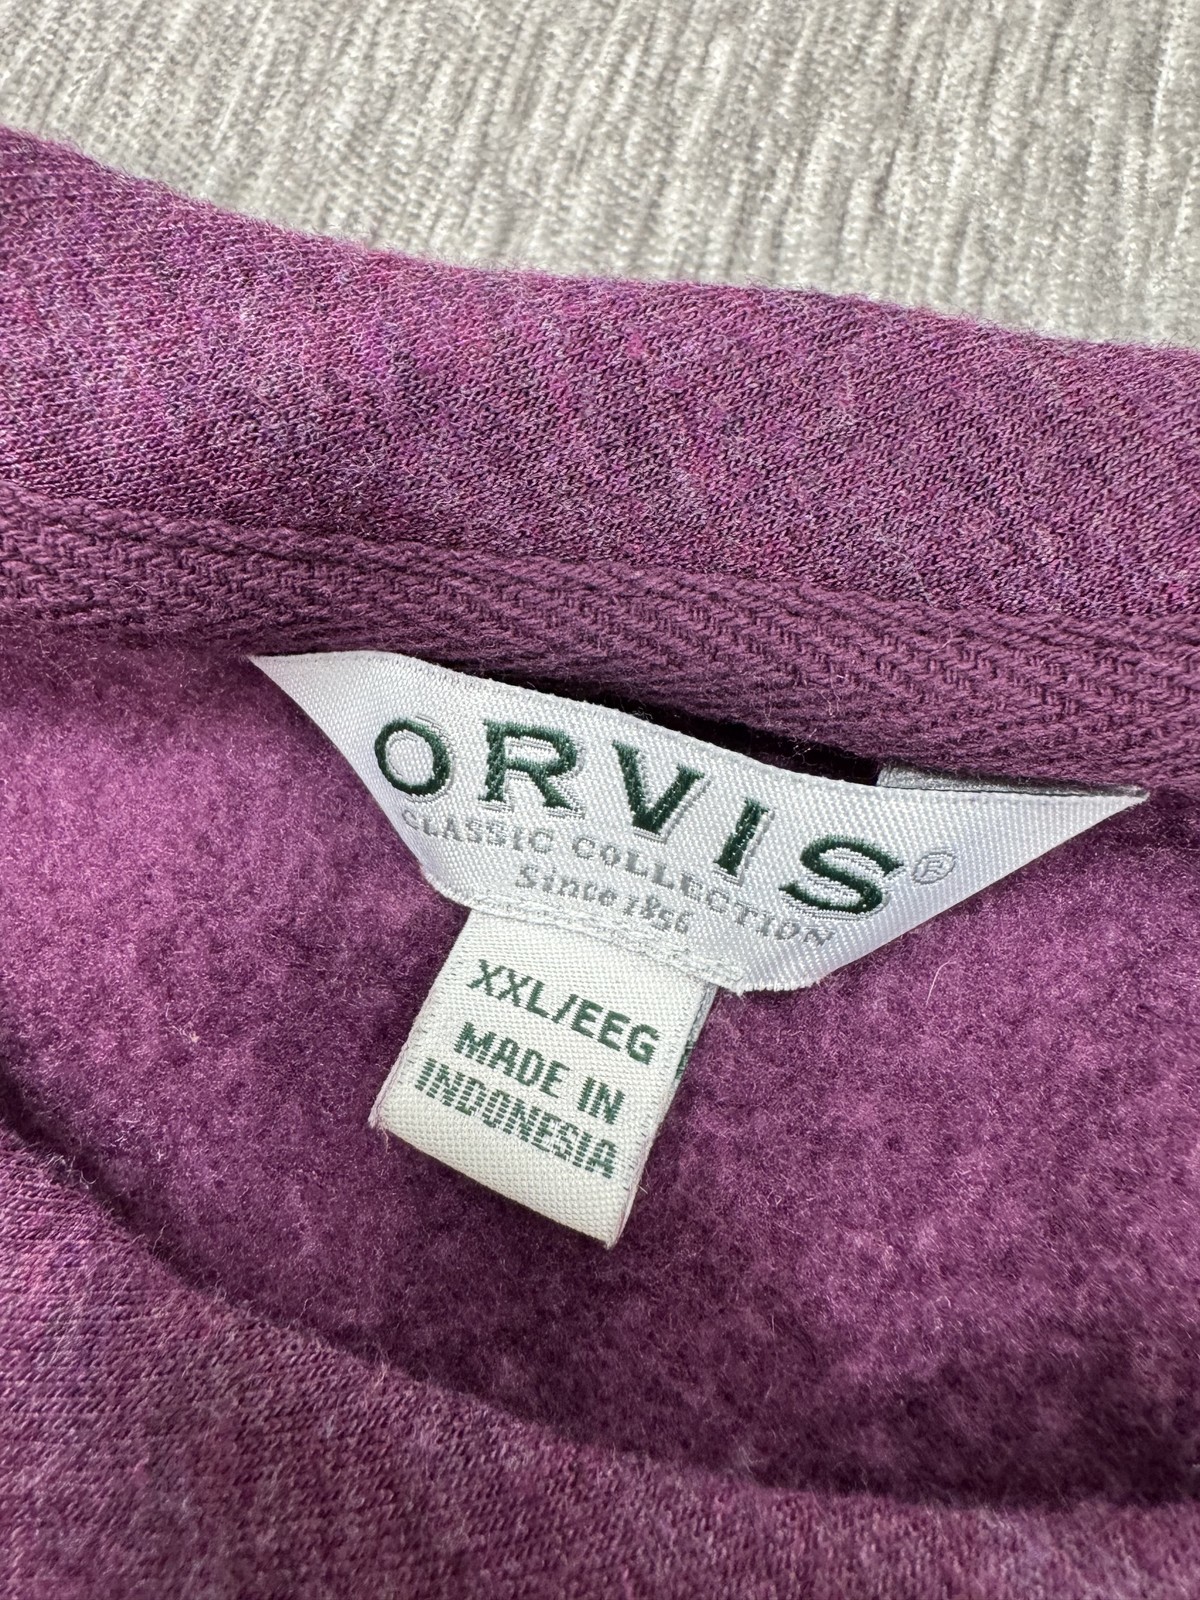 ORVIS®
CLASSIC COLLECTION
Since 1856
XXL/EEG
MADE IN
INDONESIA